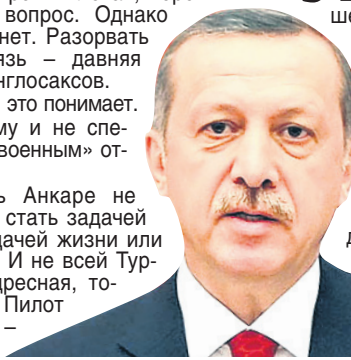 вопрос. Однако
нет. Разорвать
язь – давняя
нглосаксов.
это понимает.
му и не спе-
военным» от-
ь Анкаре не
стать задачей
дачей жизни или
И не всей Тур-
дресная, то-
Пилот
–
ше